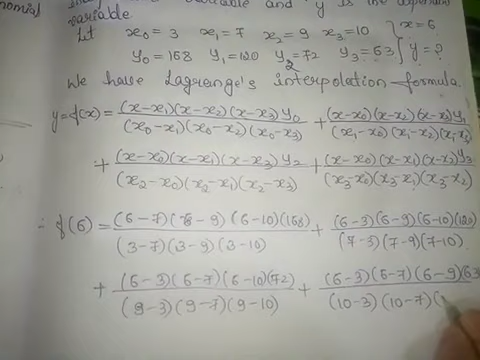 variable and y is the
variable
Let x₀ = 3 x₁ = 7 x₂ = 9 x₃ = 10 } x = 6
y₀ = 168 y₁ = 120 y₂ = 72 y₃ = 63 } y = ?
We have Lagrange's interpolation formula
y = f(x) = (x-x₁)(x-x₂)(x-x₃)y₀ / (x₀-x₁)(x₀-x₂)(x₀-x₃) + (x-x₀)(x-x₂)(x-x₃)y₁ / (x₁-x₀)(x₁-x₂)(x₁-x₃)
+ (x-x₀)(x-x₁)(x-x₃)y₂ / (x₂-x₀)(x₂-x₁)(x₂-x₃) + (x-x₀)(x-x₁)(x-x₂)y₃ / (x₃-x₀)(x₃-x₁)(x₃-x₂)
∴ f(6) = (6-7)(6-9)(6-10)(168) / (3-7)(3-9)(3-10) + (6-3)(6-9)(6-10)(120) / (7-3)(7-9)(7-10)
+ (6-3)(6-7)(6-10)(72) / (9-3)(9-7)(9-10) + (6-3)(6-7)(6-9)(63 / (10-3)(10-7)(